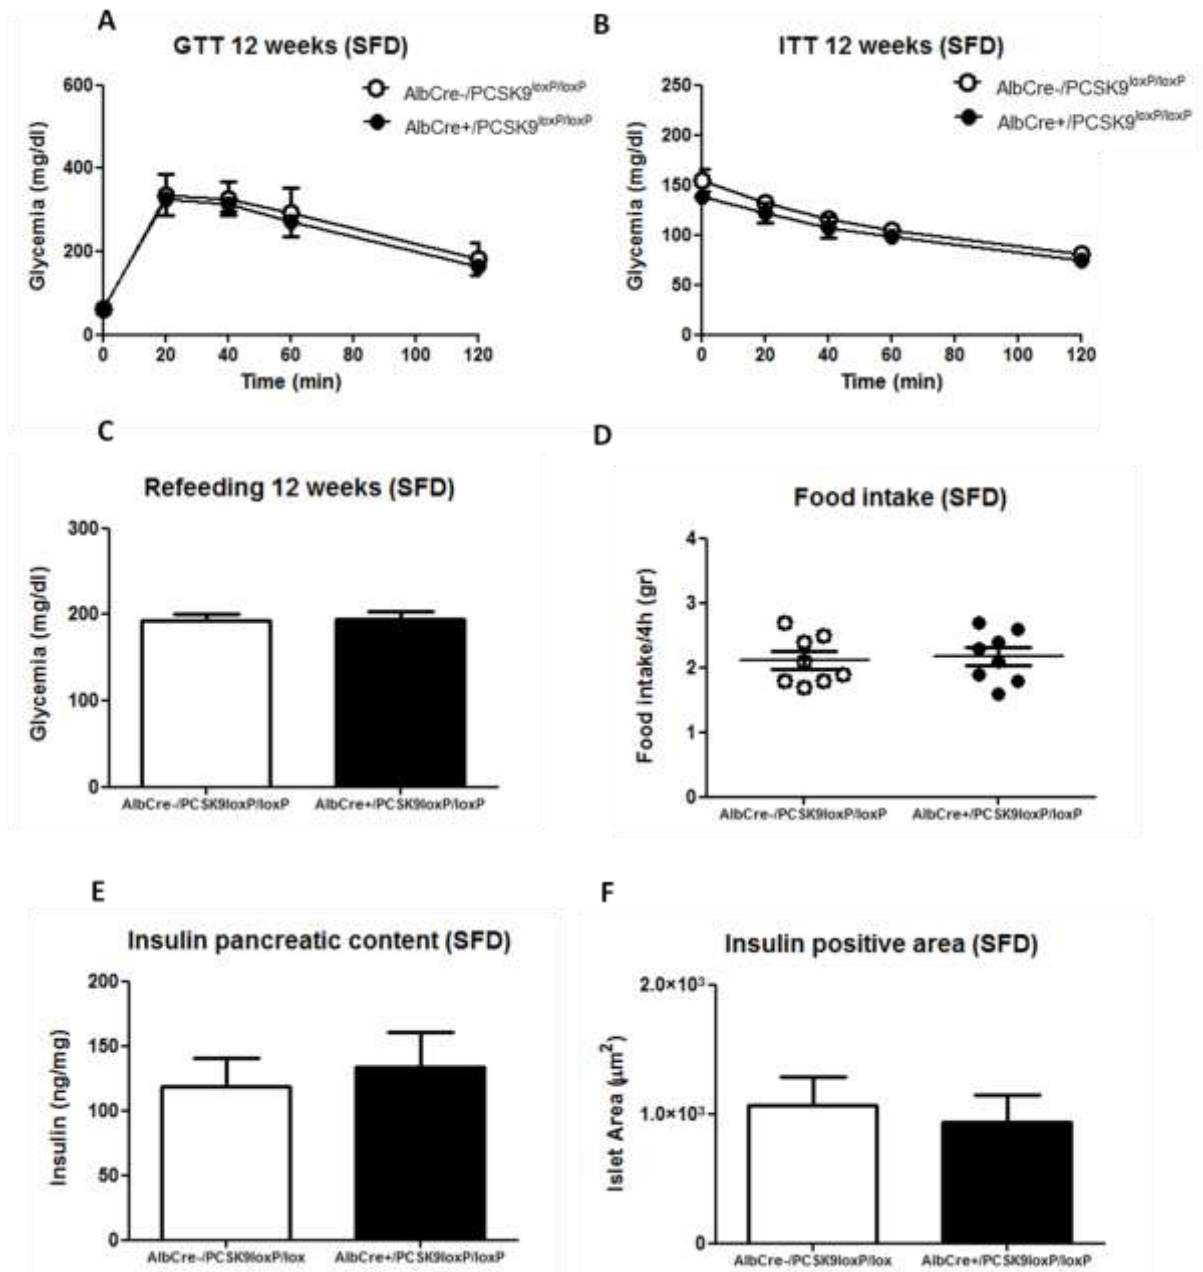 A
GTT 12 weeks (SFD)
600
400
200
0
Glycemia (mg/dl)
AlbCre-/PCSK9loxP/loxP
AlbCre+/PCSK9loxP/loxP
0 20 40 60 80 100 120
Time (min)
B
ITT 12 weeks (SFD)
250
200
150
100
50
0
Glycemia (mg/dl)
AlbCre-/PCSK9loxP/loxP
AlbCre+/PCSK9loxP/loxP
0 20 40 60 80 100 120
Time (min)
C
Refeeding 12 weeks (SFD)
300
200
100
0
Glycemia (mg/dl)
AlbCre-/PCSK9loxP/loxP AlbCre+/PCSK9loxP/loxP
D
Food intake (SFD)
4
3
2
1
0
Food intake/4h (gr)
AlbCre-/PCSK9loxP/loxP AlbCre+/PCSK9loxP/loxP
E
Insulin pancreatic content (SFD)
200
150
100
50
0
Insulin (ng/mg)
AlbCre-/PCSK9loxP/lox AlbCre+/PCSK9loxP/loxP
F
Insulin positive area (SFD)
2.0×10³
1.0×10³
0
Islet Area (µm²)
AlbCre-/PCSK9loxP/lox AlbCre+/PCSK9loxP/loxP